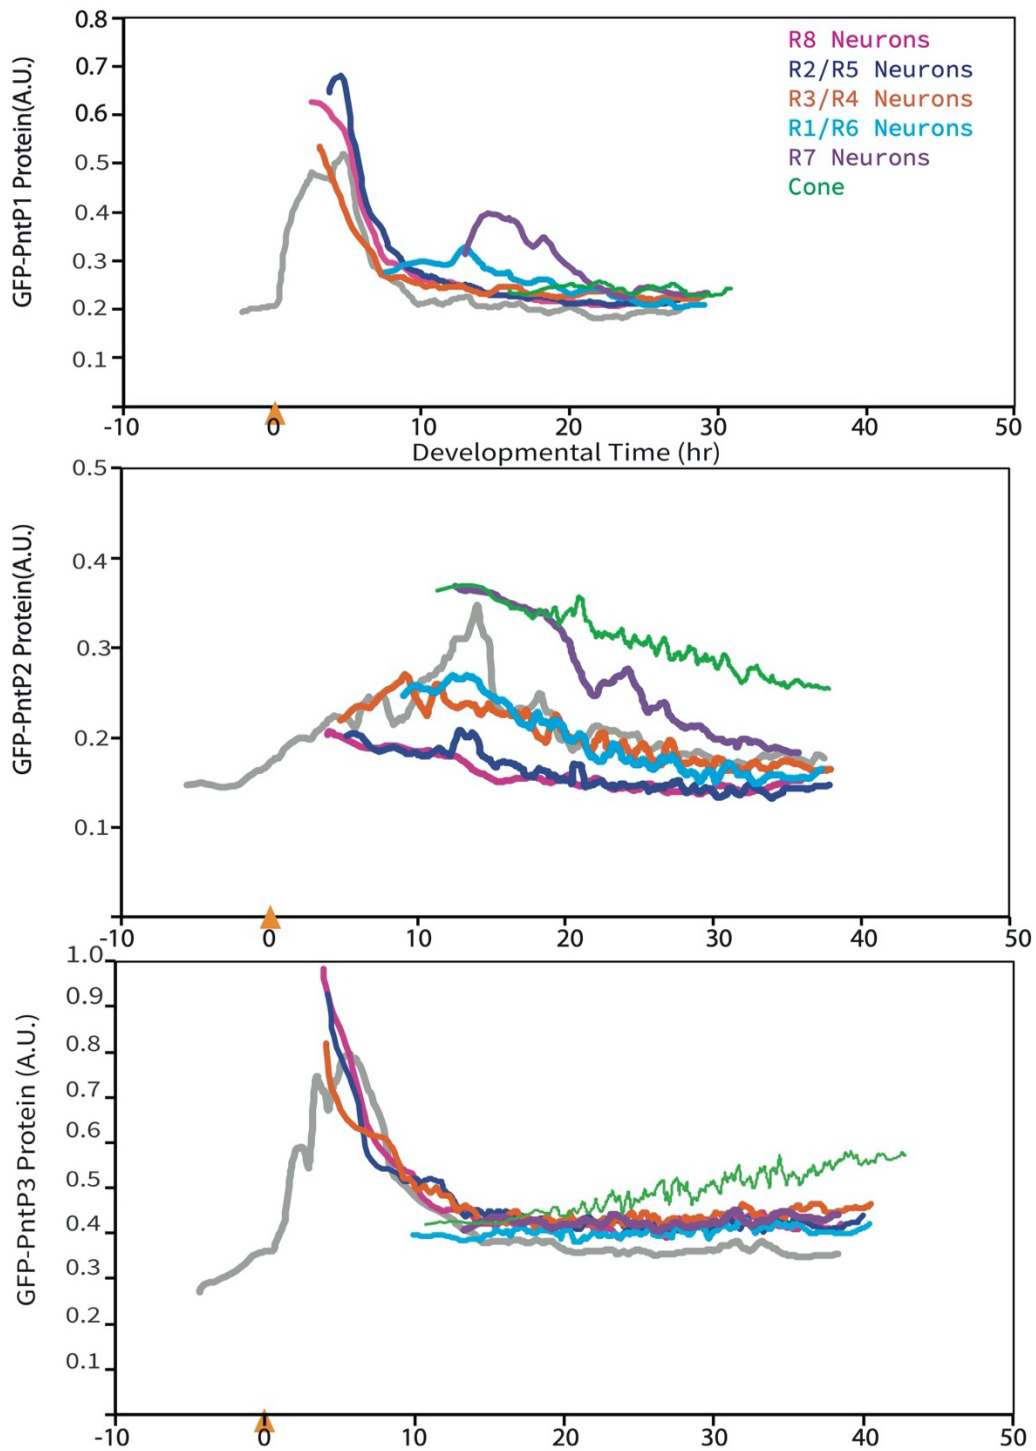 GFP-PntP1 Protein(A.U.)
0.8
0.7
0.6
0.5
0.4
0.3
0.2
0.1
R8 Neurons
R2/R5 Neurons
R3/R4 Neurons
R1/R6 Neurons
R7 Neurons
Cone
-10 0 10 20 30 40 50
Developmental Time (hr)
GFP-PntP2 Protein(A.U.)
0.5
0.4
0.3
0.2
0.1
-10 0 10 20 30 40 50
GFP-PntP3 Protein (A.U.)
1.0
0.9
0.8
0.7
0.6
0.5
0.4
0.3
0.2
0.1
-10 0 10 20 30 40 50